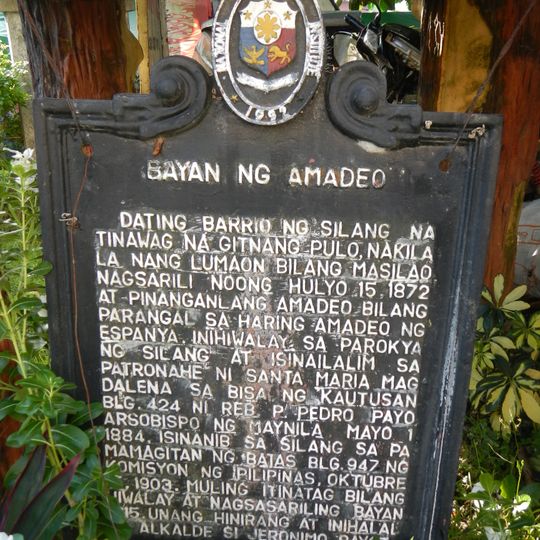 1992
BAYAN NG AMADEO
DATING BARRIO NG SILANG NA
TINAWAG NA GITNANG PULO, NAKILA
LA NANG LUMAON BILANG MASILAO
NAGSARILI NOONG HULYO 15, 1872
AT PINANGANLANG AMADEO BILANG
PARANGAL SA HARING AMADEO NG
ESPANYA. INIHIWALAY SA PAROKYA
NG SILANG AT ISINAILALIM SA
PATRONAHE NI SANTA MARIA MAG
DALENA SA BISA NG KAUTUSAN
BLG. 424 NI REB. P. PEDRO PAYO
ARSOBISPO NG MAYNILA MAYO 1
1884. ISINANIB SA SILANG SA PA
MAMAGITAN NG BATAS BLG. 947 NG
KOMISYON NG IPILIPINAS, OKTUBRE
1903. MULING ITINATAG BILANG
HIWALAY AT NAGSASARILING BAYAN
UNANG HINIRANG AT INIHALAL
ALKALDE SI JERONIMO